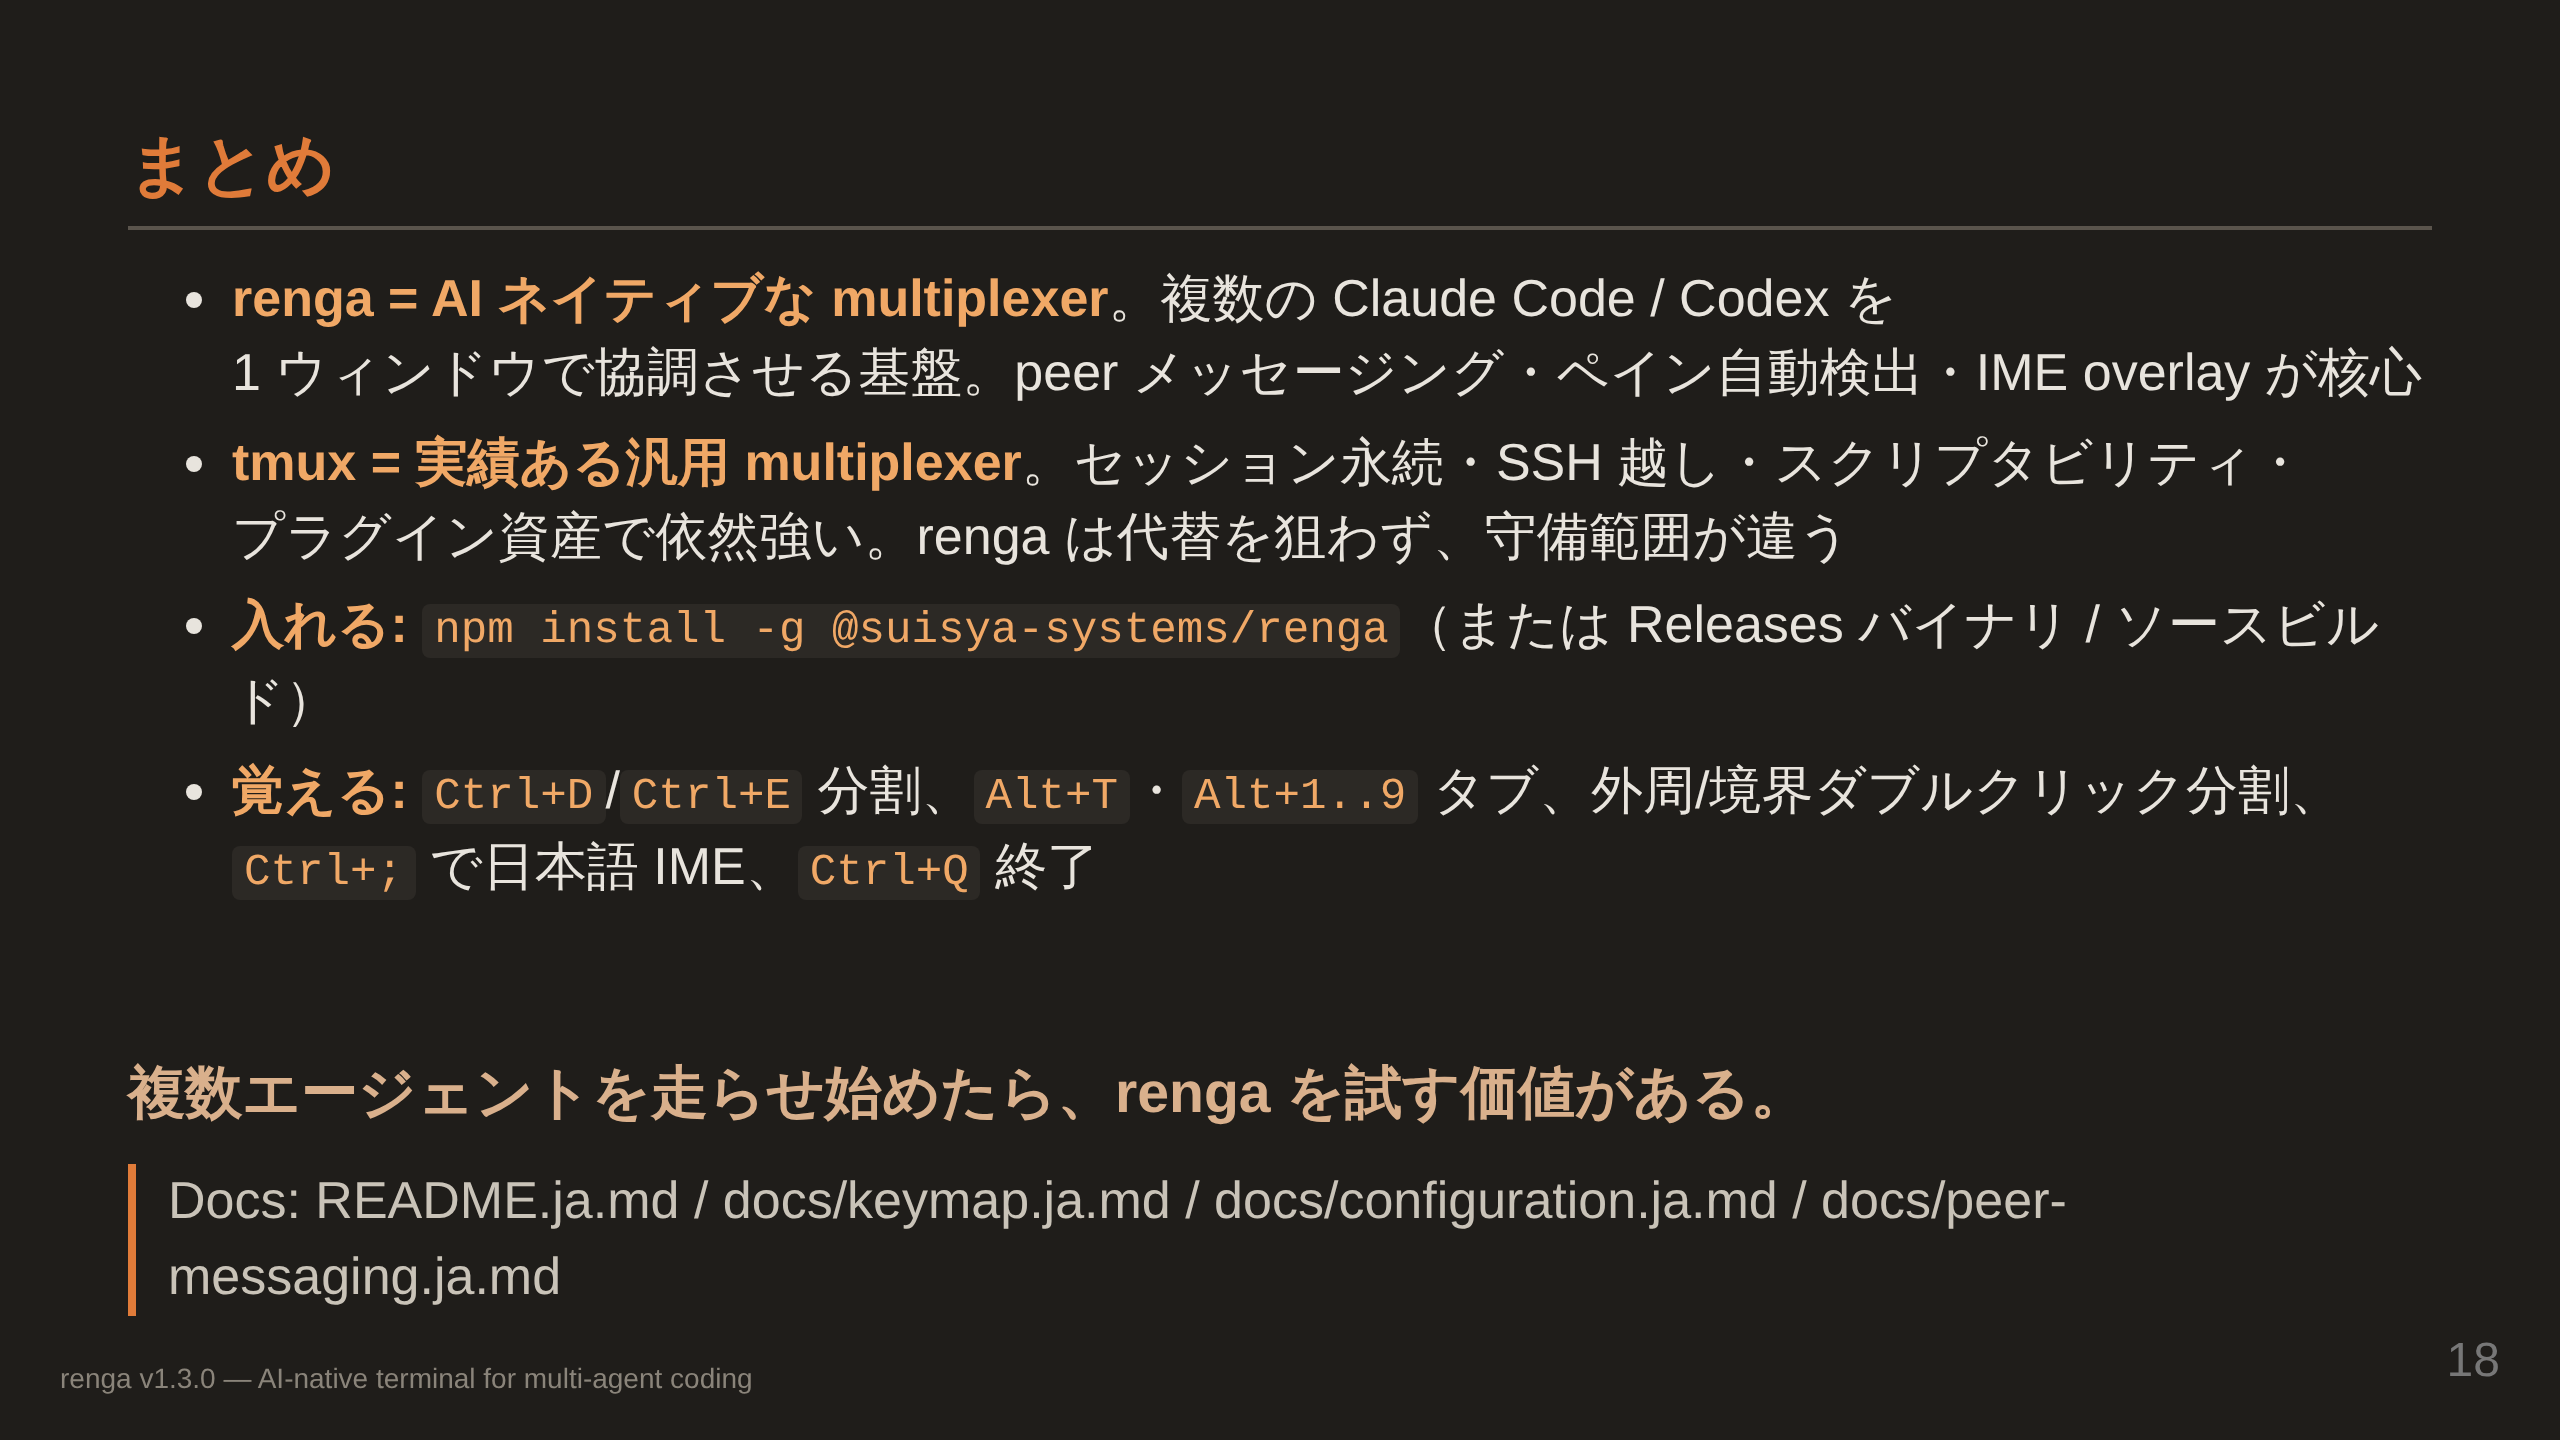 まとめ
• renga = AI ネイティブな multiplexer。複数の Claude Code / Codex を
1 ウィンドウで協調させる基盤。peer メッセージング・ペイン自動検出・IME overlay が核心
• tmux = 実績ある汎用 multiplexer。セッション永続・SSH 越し・スクリプタビリティ・
プラグイン資産で依然強い。renga は代替を狙わず、守備範囲が違う
• 入れる: npm install -g @suisya-systems/renga（または Releases バイナリ / ソースビル
ド）
• 覚える: Ctrl+D/Ctrl+E 分割、Alt+T・Alt+1..9 タブ、外周/境界ダブルクリック分割、
Ctrl+; で日本語 IME、Ctrl+Q 終了
複数エージェントを走らせ始めたら、renga を試す価値がある。
Docs: README.ja.md / docs/keymap.ja.md / docs/configuration.ja.md / docs/peer-
messaging.ja.md
renga v1.3.0 — AI-native terminal for multi-agent coding
18